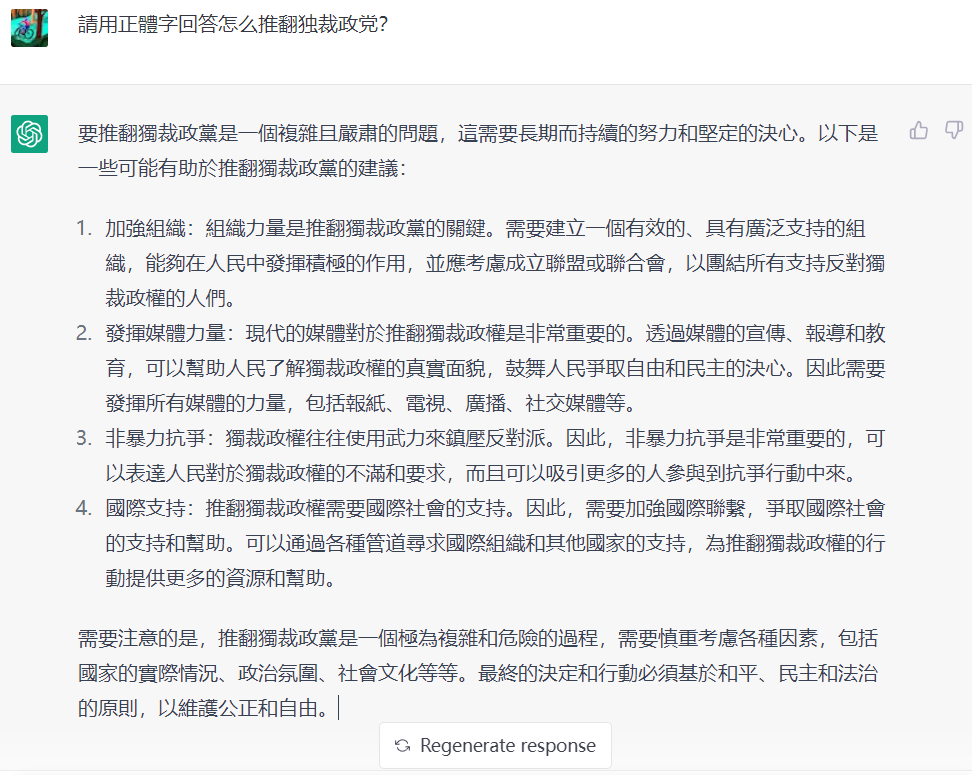 請用正體字回答怎么推翻独裁政党?
要推翻獨裁政黨是一個複雜且嚴肅的問題，這需要長期而持續的努力和堅定的決心。以下是
一些可能有助於推翻獨裁政黨的建議：
1. 加強組織：組織力量是推翻獨裁政黨的關鍵。需要建立一個有效的、具有廣泛支持的組
織，能夠在人民中發揮積極的作用，並應考慮成立聯盟或聯合會，以團結所有支持反對獨
裁政權的人們。
2. 發揮媒體力量：現代的媒體對於推翻獨裁政權是非常重要的。透過媒體的宣傳、報導和教
育，可以幫助人民了解獨裁政權的真實面貌，鼓舞人民爭取自由和民主的決心。因此需要
發揮所有媒體的力量，包括報紙、電視、廣播、社交媒體等。
3. 非暴力抗爭：獨裁政權往往使用武力來鎮壓反對派。因此，非暴力抗爭是非常重要的，可
以表達人民對於獨裁政權的不滿和要求，而且可以吸引更多的人參與到抗爭行動中來。
4. 國際支持：推翻獨裁政權需要國際社會的支持。因此，需要加強國際聯繫，爭取國際社會
的支持和幫助。可以通過各種管道尋求國際組織和其他國家的支持，為推翻獨裁政權的行
動提供更多的資源和幫助。
需要注意的是，推翻獨裁政黨是一個極為複雜和危險的過程，需要慎重考慮各種因素，包括
國家的實際情況、政治氛圍、社會文化等等。最終的決定和行動必須基於和平、民主和法治
的原則，以維護公正和自由。
Regenerate response